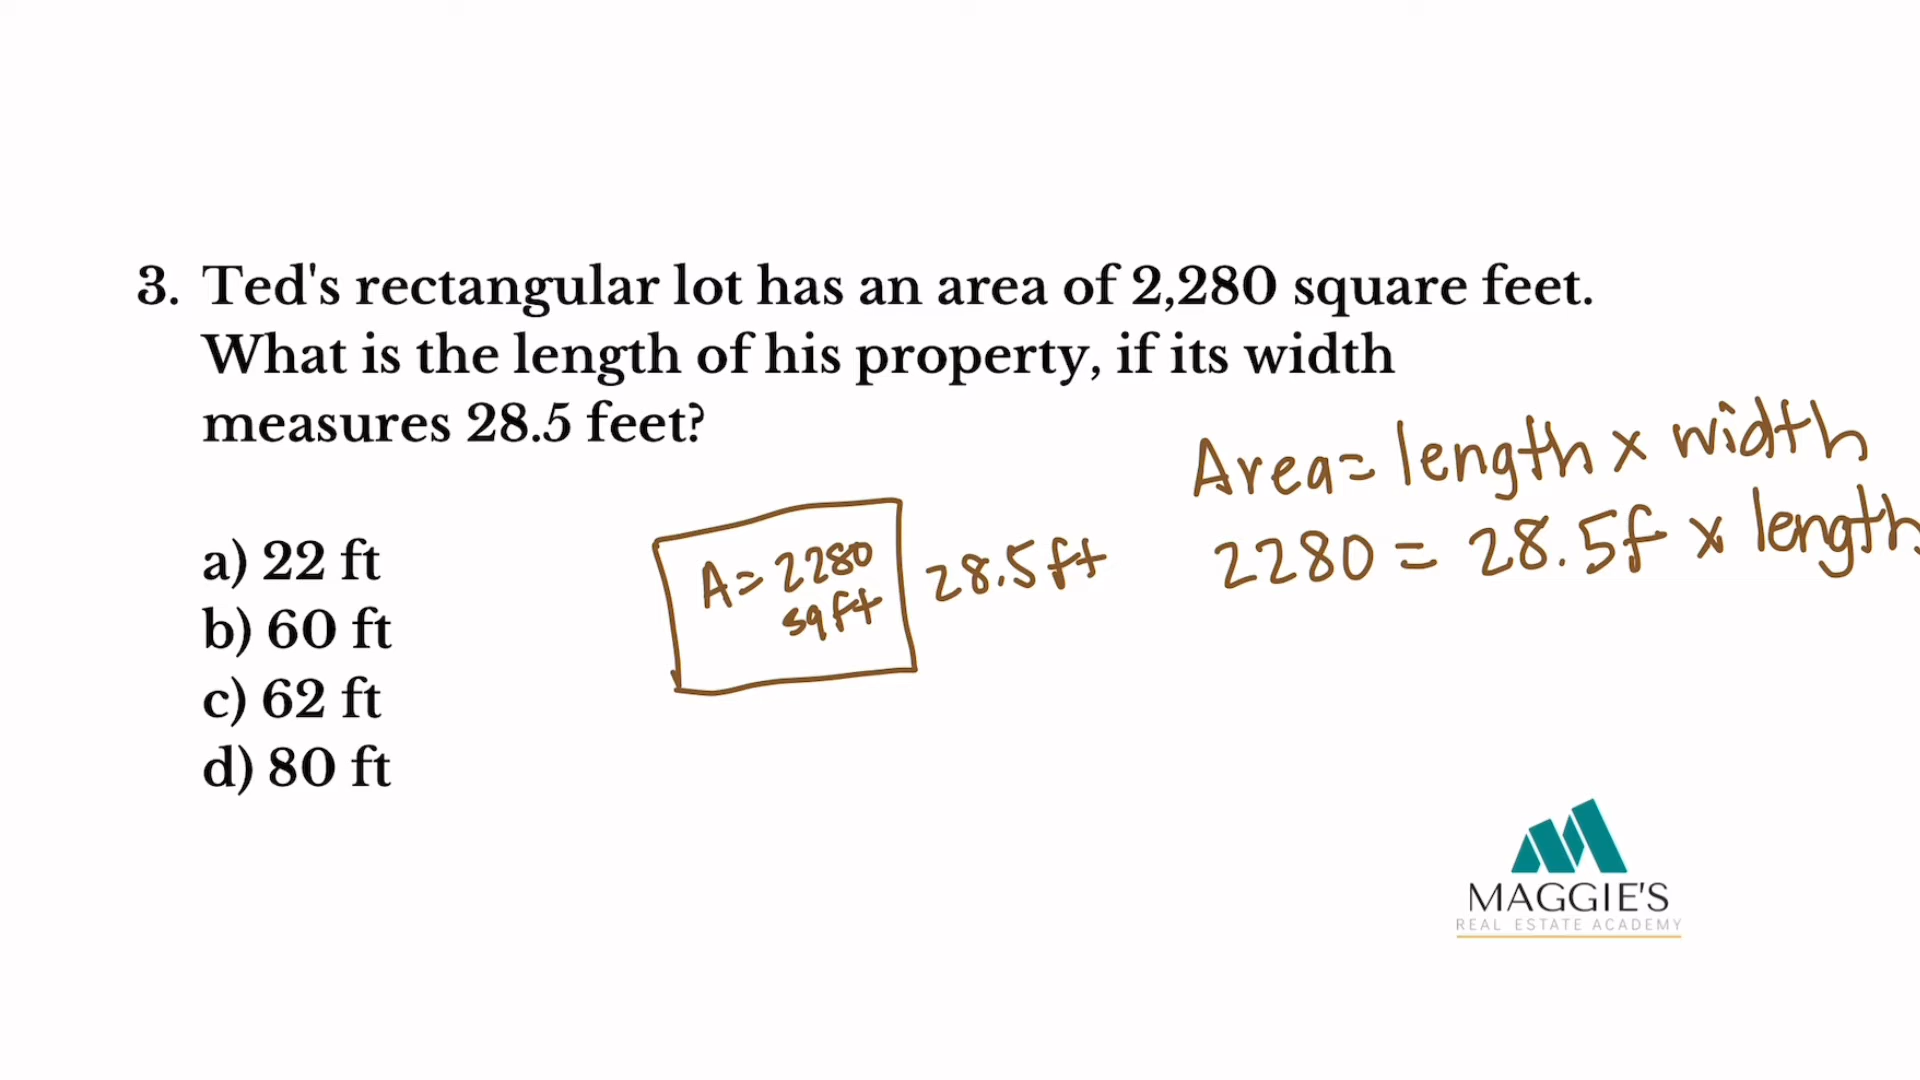 3. Ted's rectangular lot has an area of 2,280 square feet.
What is the length of his property, if its width
measures 28.5 feet?
Area= length x width
2280 = 28.5f x length
A= 2280
sq ft
28.5ft
a) 22 ft
b) 60 ft
c) 62 ft
d) 80 ft
MAGGIE'S
REAL ESTATE ACADEMY